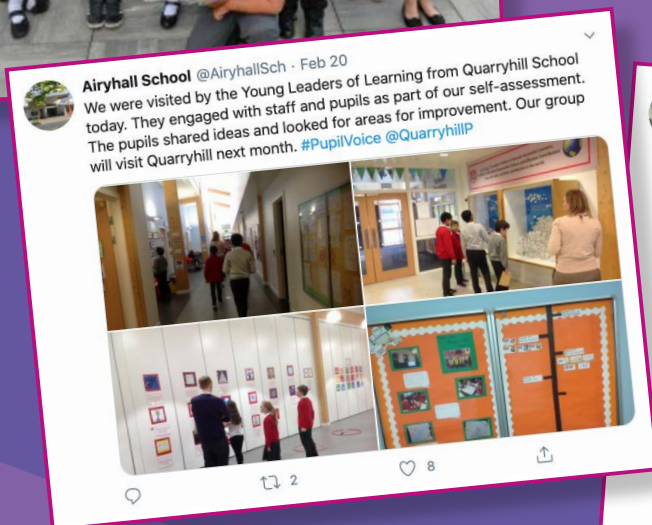 Airyhall School @AiryhallSch · Feb 20
We were visited by the Young Leaders of Learning from Quarryhill School
today. They engaged with staff and pupils as part of our self-assessment.
The pupils shared ideas and looked for areas for improvement. Our group
will visit Quarryhill next month. #PupilVoice @QuarryhillP
2
8